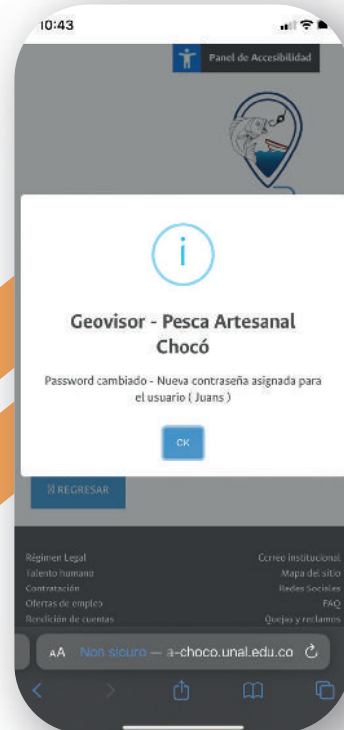 10:43
Panel de Accesibilidad
i
Geovisor - Pesca Artesanal
Chocó
Password cambiado - Nueva contraseña asignada para
el usuario ( Juans )
OK
REGRESAR
Régimen Legal
Talento humano
Contratación
Ofertas de empleo
Rendición de cuentas
Correo institucional
Mapa del sitio
Redes Sociales
FAQ
Quejas y reclamos
AA Non sicuro — a-choco.unal.edu.co